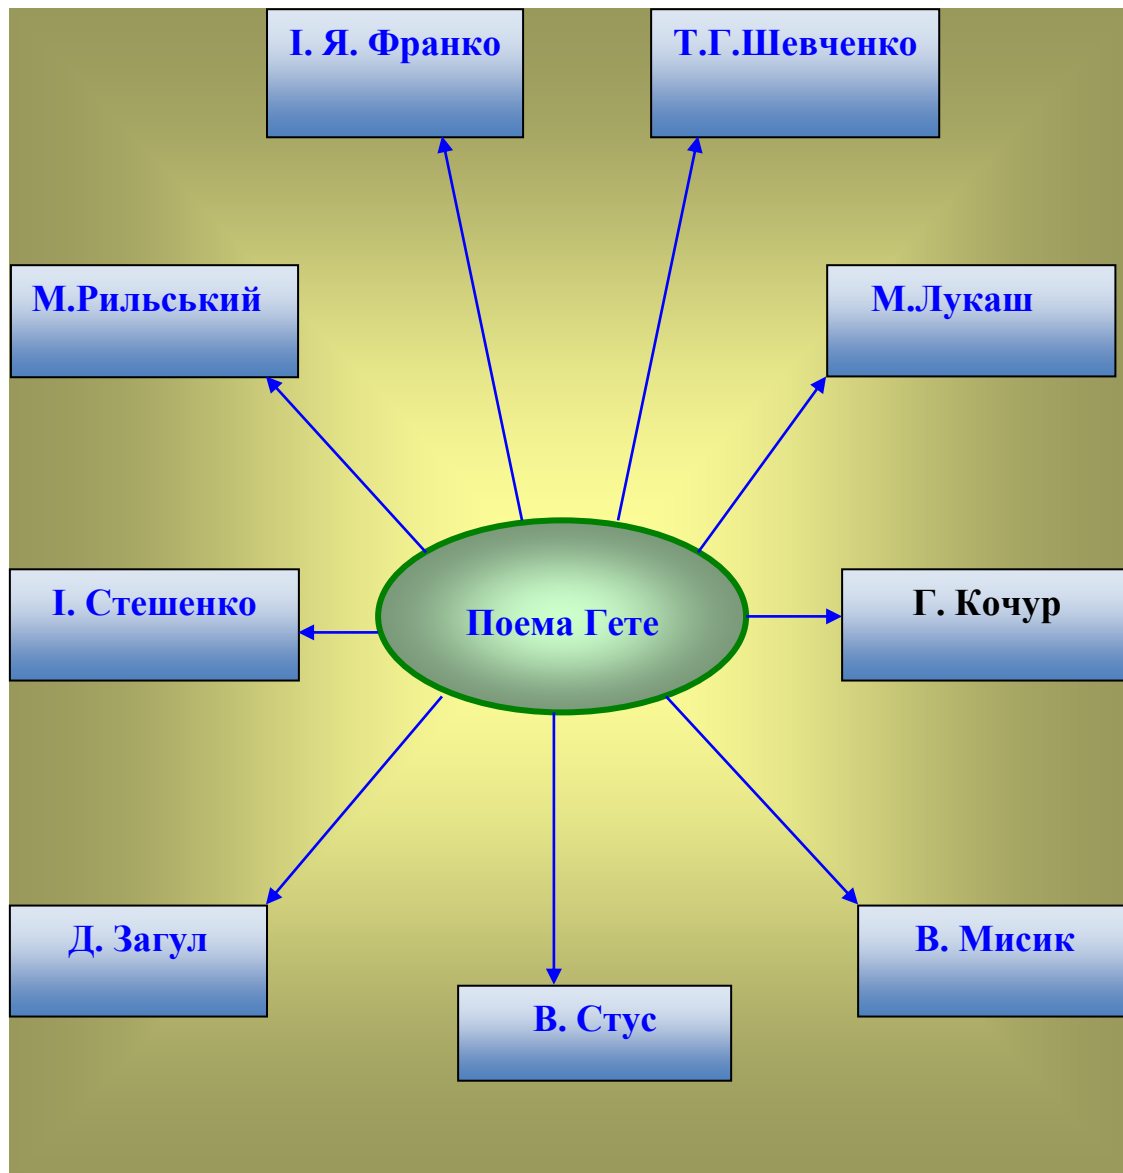 І. Я. Франко
Т.Г.Шевченко
М.Рильський
М.Лукаш
І. Стешенко
Поема Гете
Г. Кочур
Д. Загул
В. Стус
В. Мисик